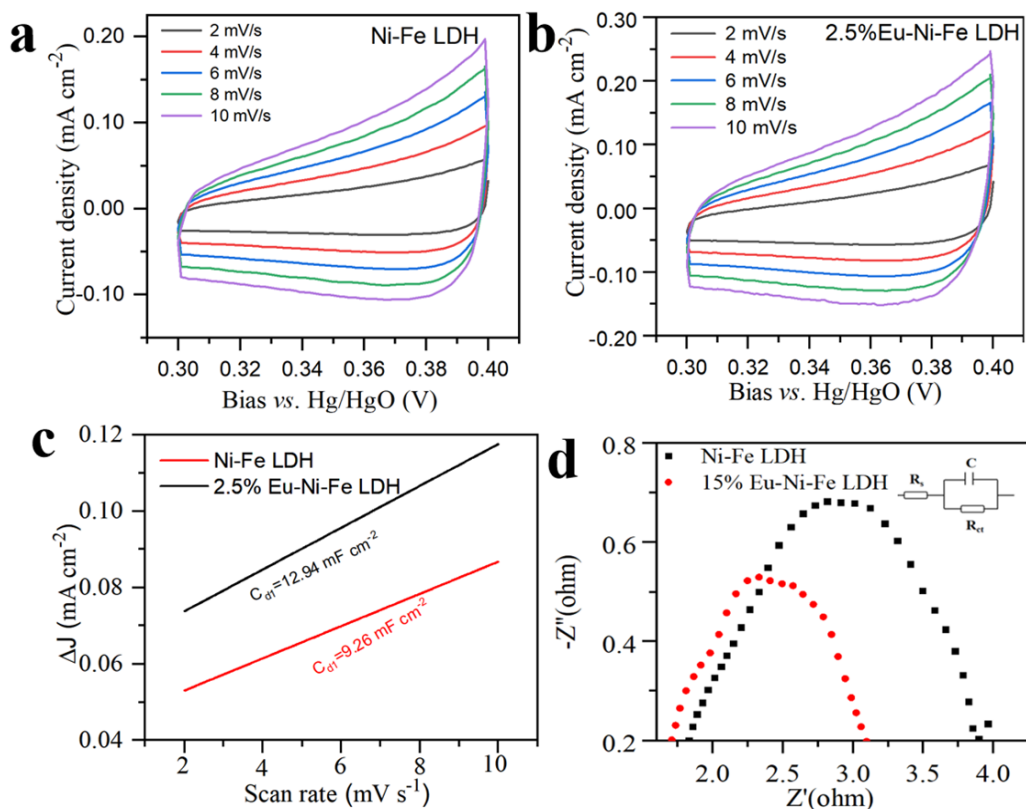 a
Ni-Fe LDH
2 mV/s
4 mV/s
6 mV/s
8 mV/s
10 mV/s
0.20
0.10
0.00
-0.10
Current density (mA cm⁻²)
0.30 0.32 0.34 0.36 0.38 0.40
Bias vs. Hg/HgO (V)
b
2.5%Eu-Ni-Fe LDH
2 mV/s
4 mV/s
6 mV/s
8 mV/s
10 mV/s
0.30
0.20
0.10
0.00
-0.10
-0.20
Current density (mA cm⁻²)
0.30 0.32 0.34 0.36 0.38 0.40
Bias vs. Hg/HgO (V)
c
Ni-Fe LDH
2.5% Eu-Ni-Fe LDH
0.12
0.10
0.08
0.06
0.04
ΔJ (mA cm⁻²)
C_d1=12.94 mF cm⁻²
C_d1=9.26 mF cm⁻²
2 4 6 8 10
Scan rate (mV s⁻¹)
d
Ni-Fe LDH
15% Eu-Ni-Fe LDH
C
R_s
R_ct
-0.8
0.6
0.4
0.2
-Z"(ohm)
2.0 2.5 3.0 3.5 4.0
Z'(ohm)